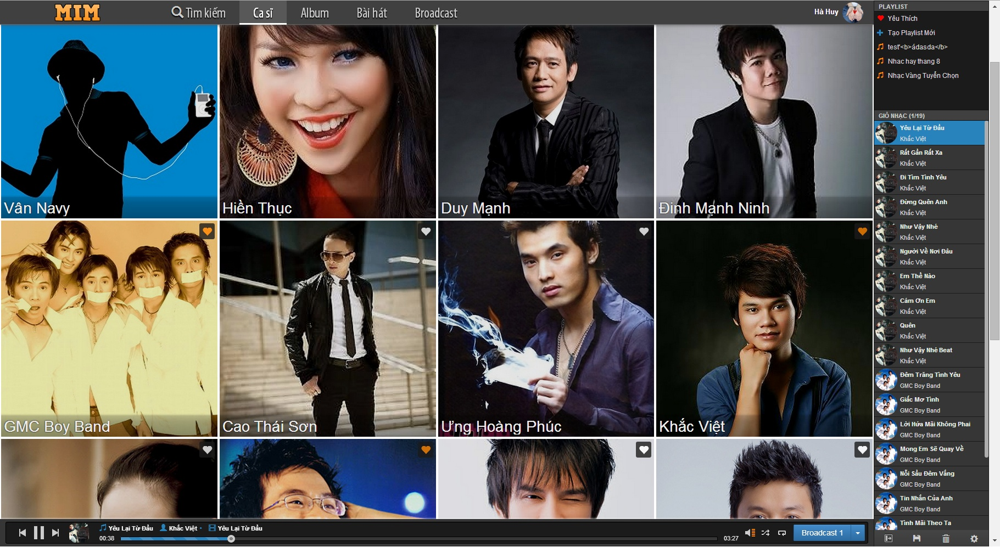 MIM
Tìm kiếm
Ca sĩ
Album
Bài hát
Broadcast
Hà Huy
Vân Navy
Hiền Thục
Duy Mạnh
Đinh Mạnh Ninh
GMC Boy Band
Cao Thái Sơn
Ưng Hoàng Phúc
Khắc Việt
PLAYLIST
Yêu Thích
Tạo Playlist Mới
test'<b>ádasda</b>
Nhac hay thang 8
Nhạc Vàng Tuyển Chọn
GIỎ NHẠC (1/19)
Yêu Lại Từ Đầu
Khắc Việt
Rất Gần Rất Xa
Khắc Việt
Đi Tìm Tình Yêu
Khắc Việt
Đừng Quên Anh
Khắc Việt
Như Vậy Nhé
Khắc Việt
Người Về Nơi Đâu
Khắc Việt
Em Thế Nào
Khắc Việt
Cám Ơn Em
Khắc Việt
Quên
Khắc Việt
Như Vậy Nhé Beat
Khắc Việt
Đêm Trăng Tình Yêu
GMC Boy Band
Giấc Mơ Tình
GMC Boy Band
Lời Hứa Mãi Không Phai
GMC Boy Band
Mong Em Sẽ Quay Về
GMC Boy Band
Nỗi Sầu Đêm Vắng
GMC Boy Band
Tin Nhắn Của Anh
GMC Boy Band
Tình Mãi Theo Ta
Yêu Lại Từ Đầu
Khắc Việt
Yêu Lại Từ Đầu
00:38
03:27
Broadcast 1